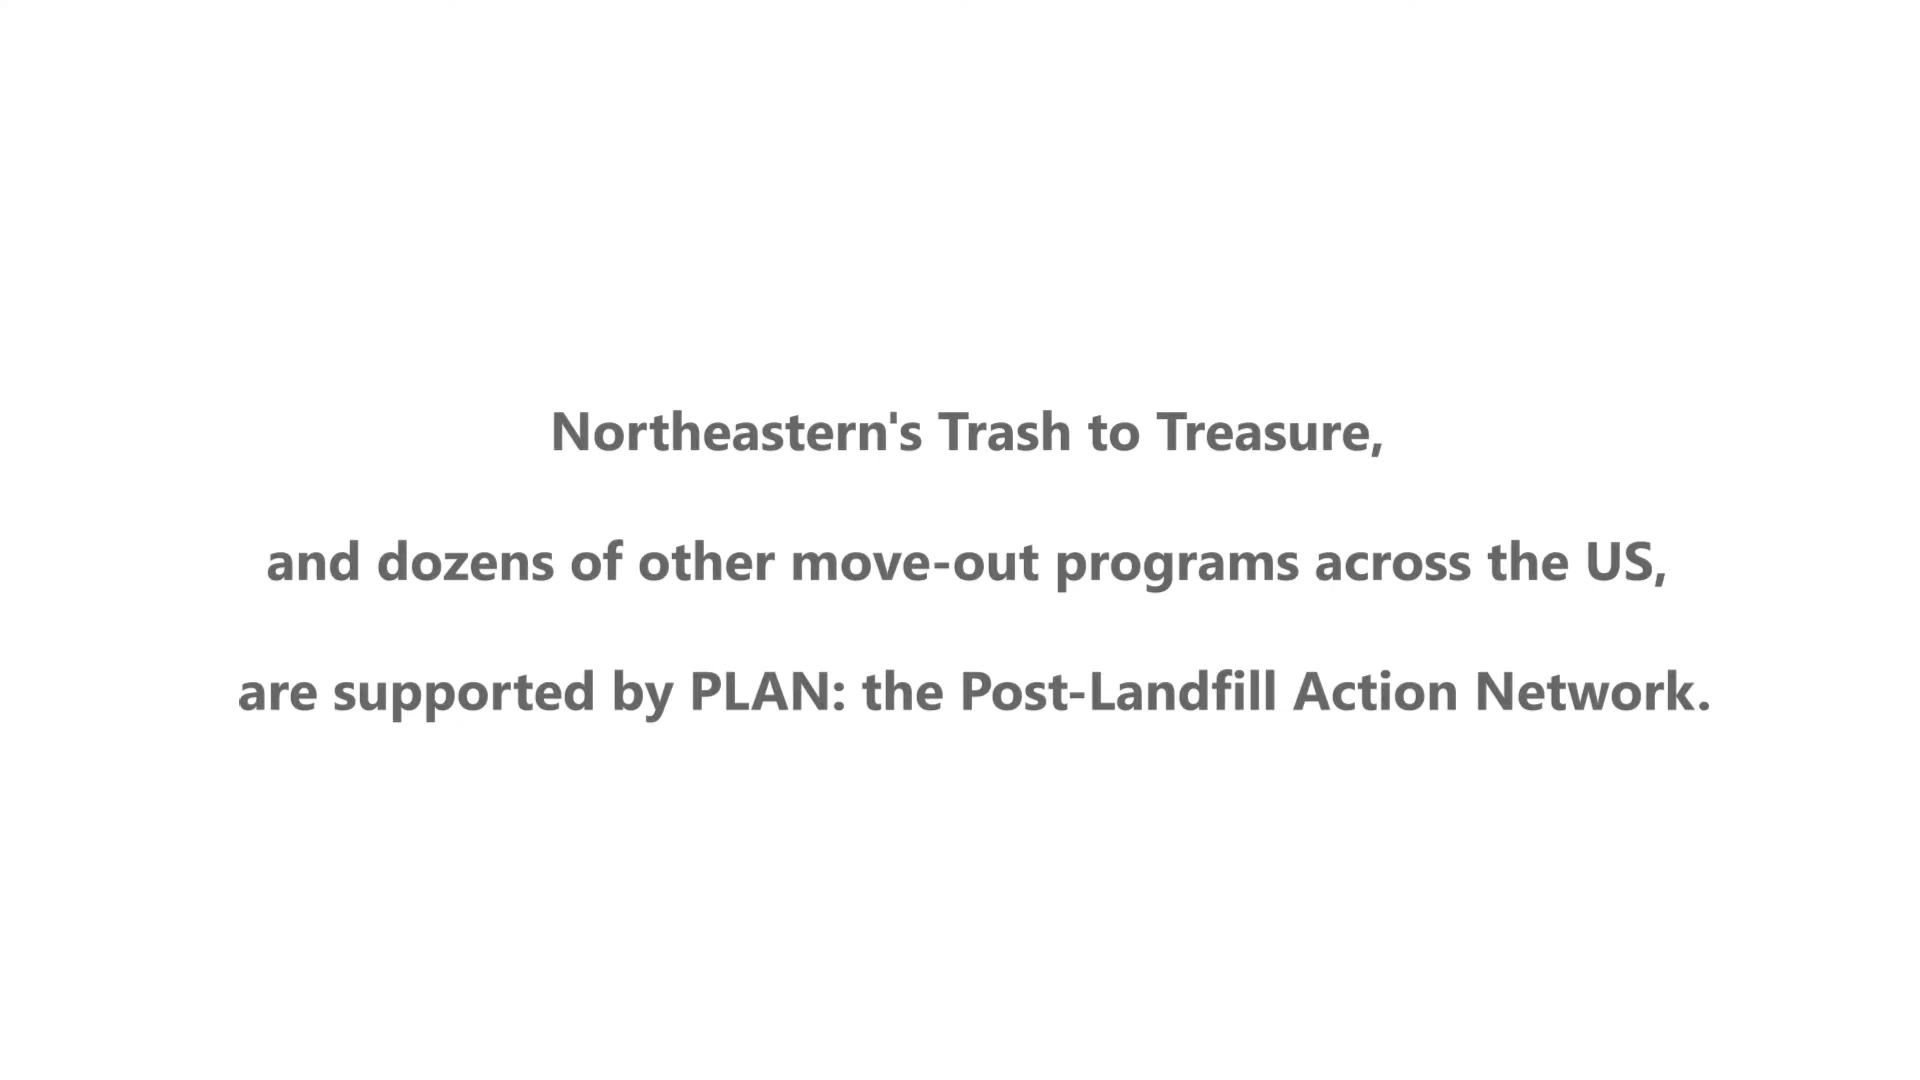 Northeastern's Trash to Treasure,
and dozens of other move-out programs across the US,
are supported by PLAN: the Post-Landfill Action Network.